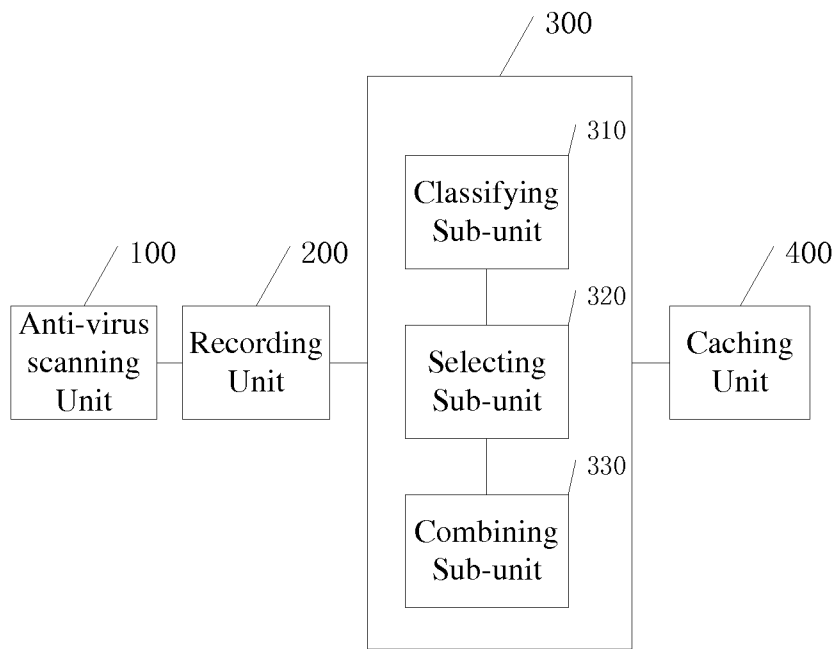 300
310
Classifying
Sub-unit
100
200
320
400
Anti-virus
scanning
Unit
Recording
Unit
Selecting
Sub-unit
Caching
Unit
330
Combining
Sub-unit